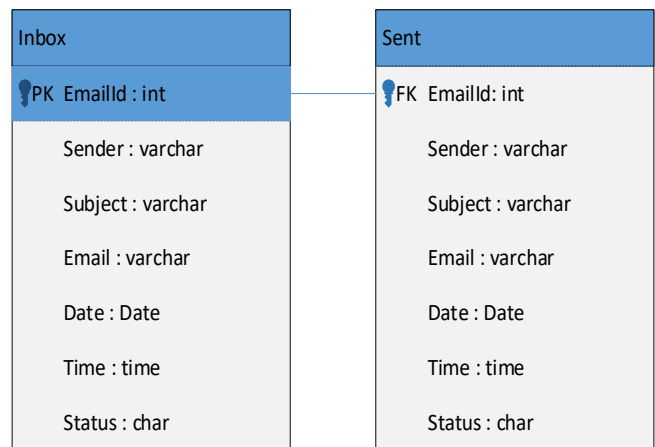 Inbox
PK EmailId : int
Sender : varchar
Subject : varchar
Email : varchar
Date : Date
Time : time
Status : char
Sent
FK EmailId: int
Sender : varchar
Subject : varchar
Email : varchar
Date : Date
Time : time
Status : char